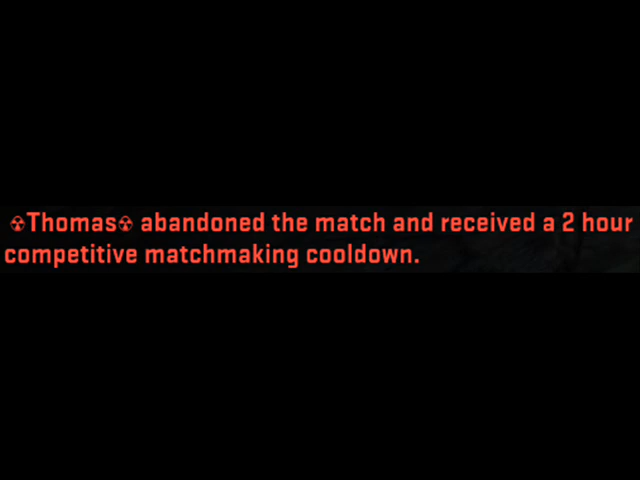 ☢Thomas☢ abandoned the match and received a 2 hour
competitive matchmaking cooldown.